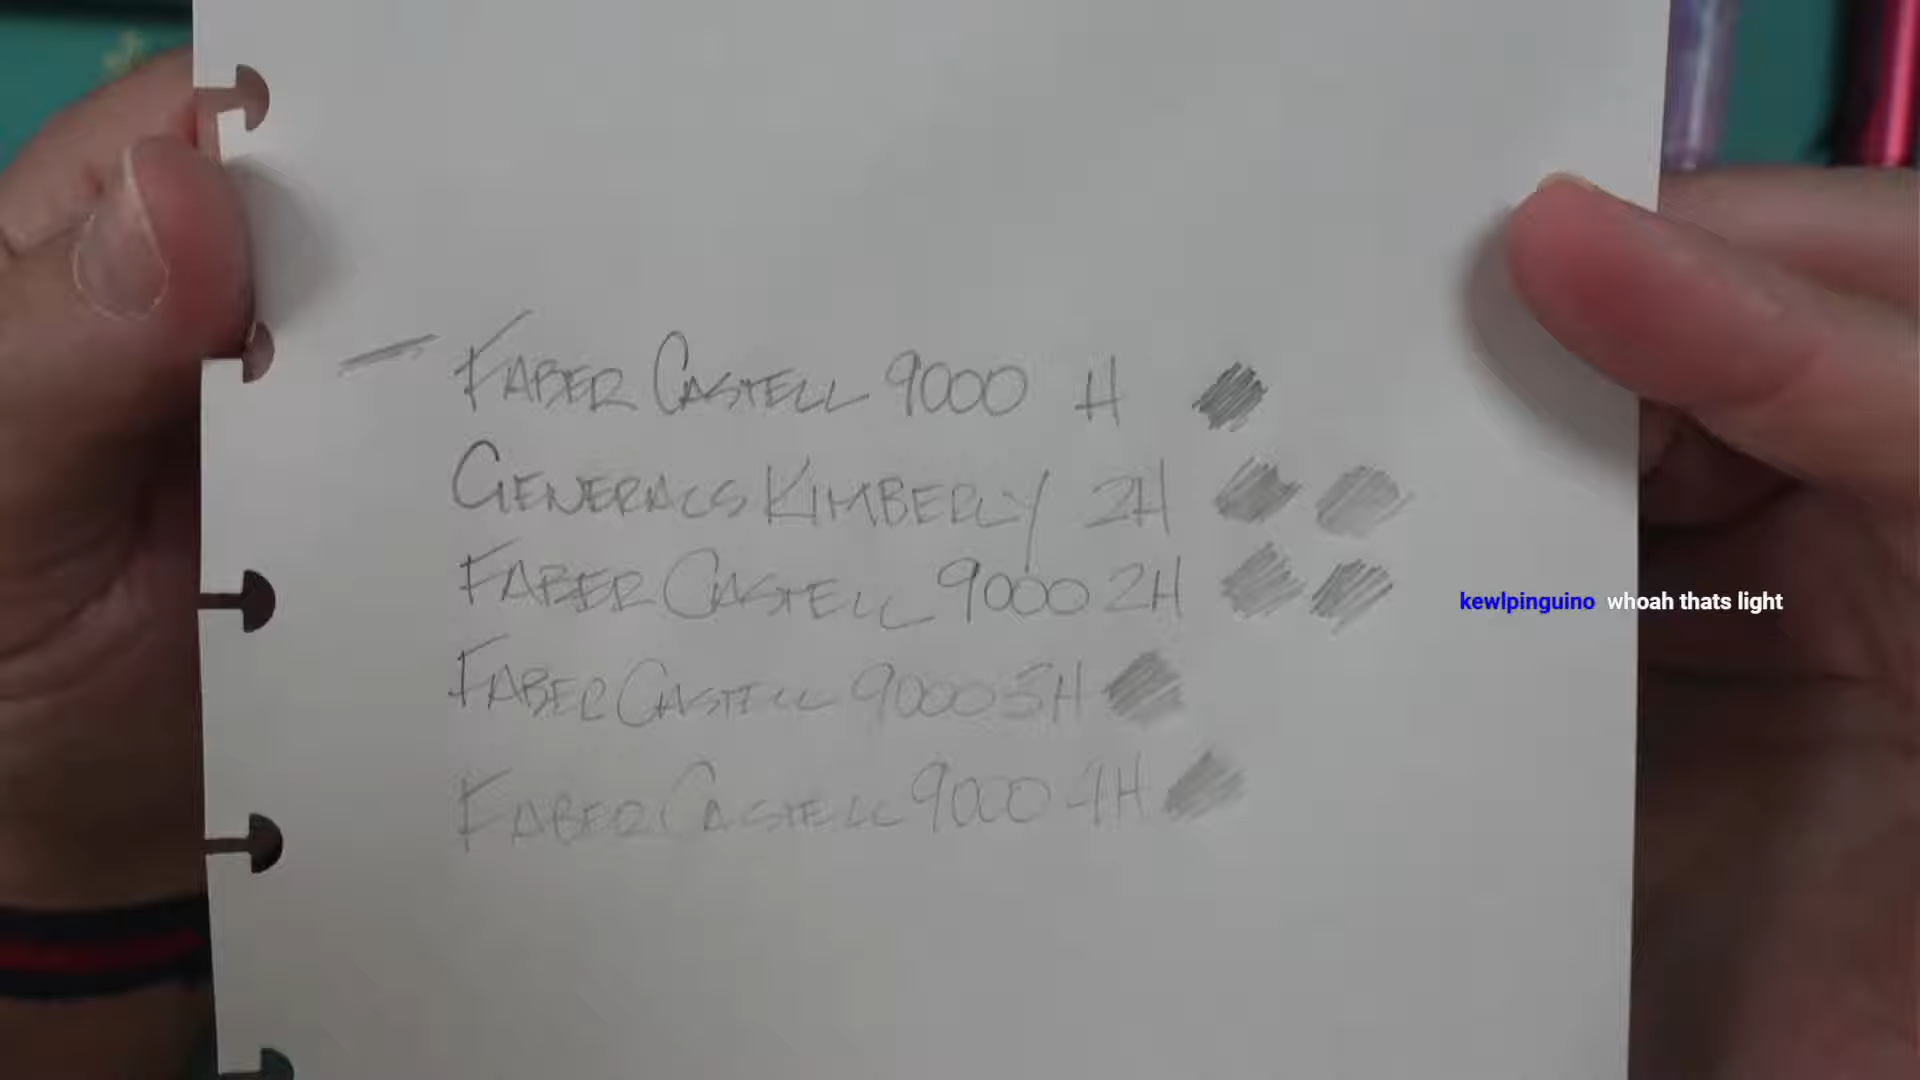 FABER CASTELL 9000 H
GENERALS KIMBERLY 2H
FABER CASTELL 9000 2H
kewlpinguino whoah thats light
FABER CASTELL 9000 5H
FABER CASTELL 9000 4H